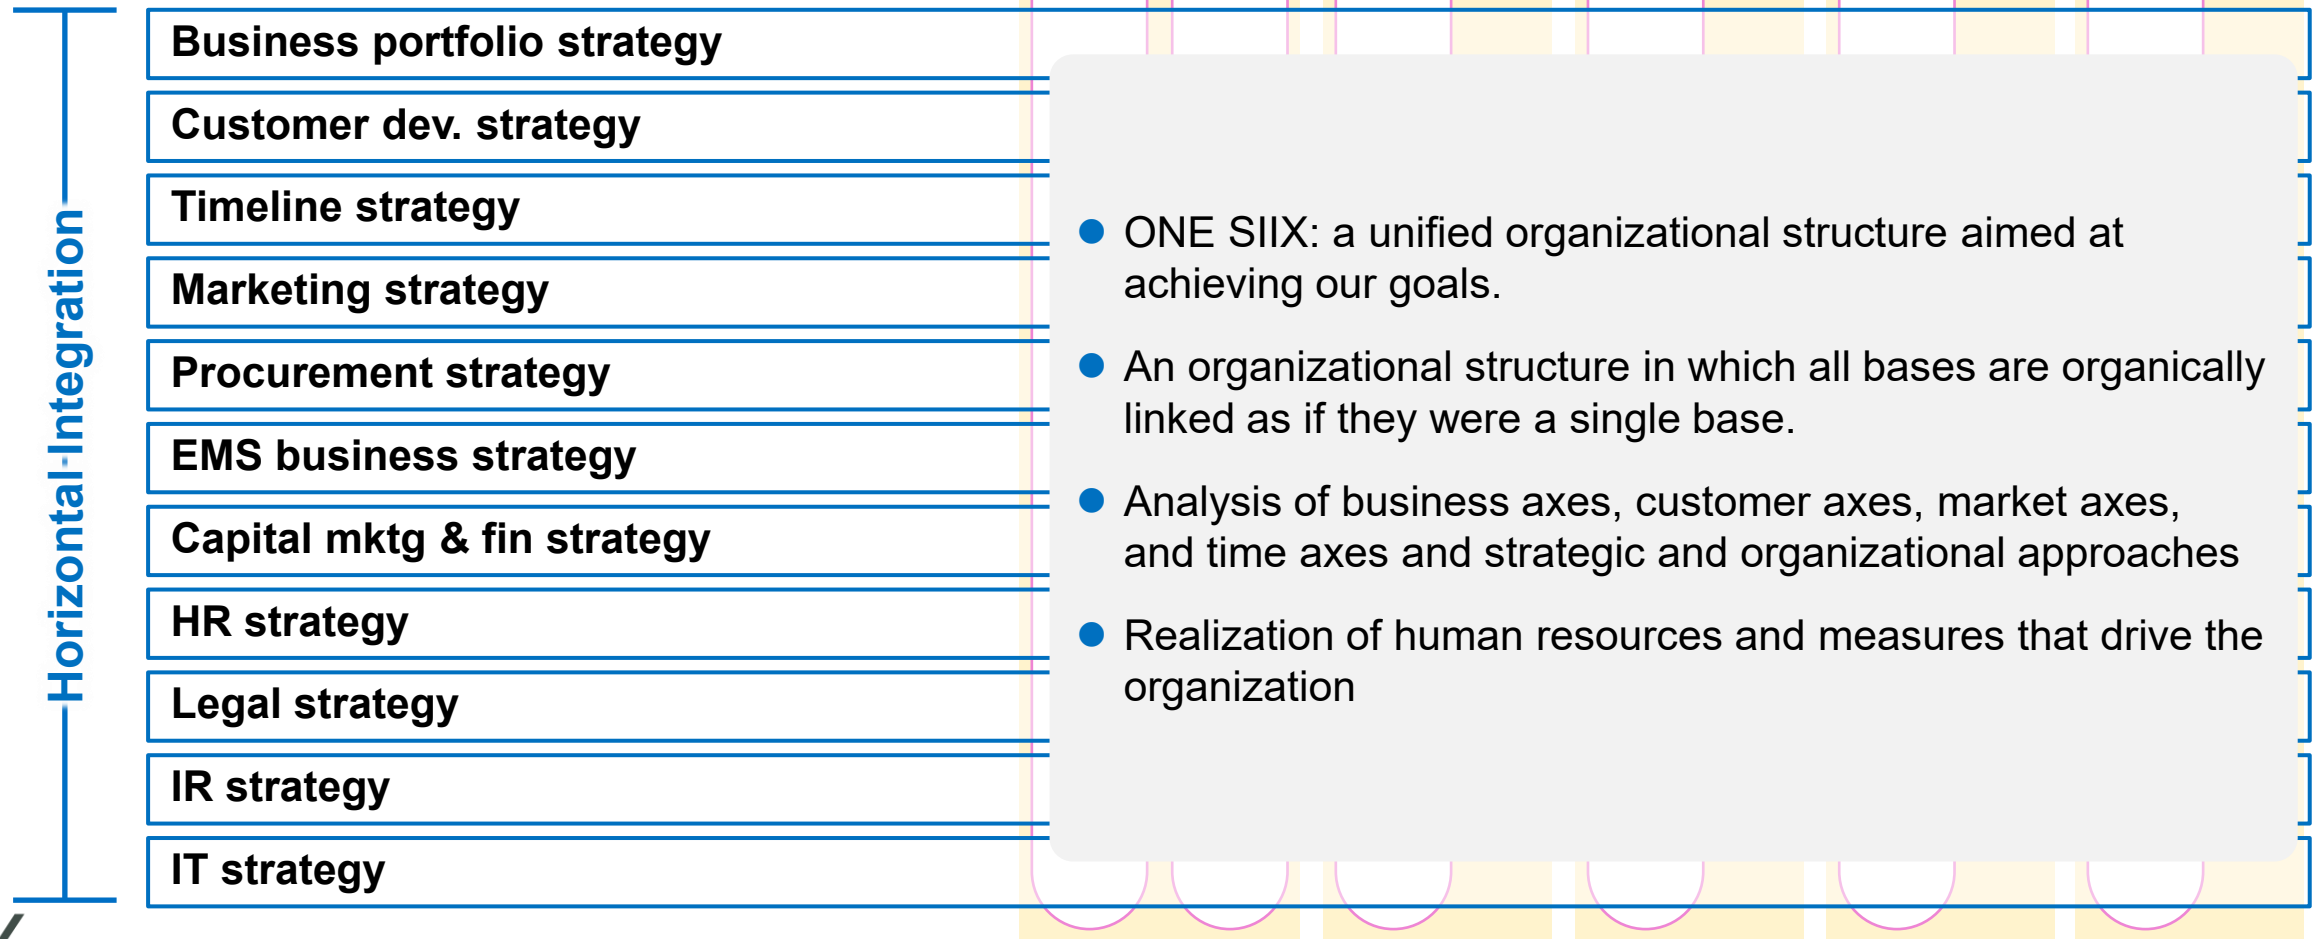 Horizontal Integration
Business portfolio strategy
Customer dev. strategy
Timeline strategy
Marketing strategy
Procurement strategy
EMS business strategy
Capital mktg & fin strategy
HR strategy
Legal strategy
IR strategy
IT strategy
● ONE SIIX: a unified organizational structure aimed at
achieving our goals.
● An organizational structure in which all bases are organically
linked as if they were a single base.
● Analysis of business axes, customer axes, market axes,
and time axes and strategic and organizational approaches
● Realization of human resources and measures that drive the
organization